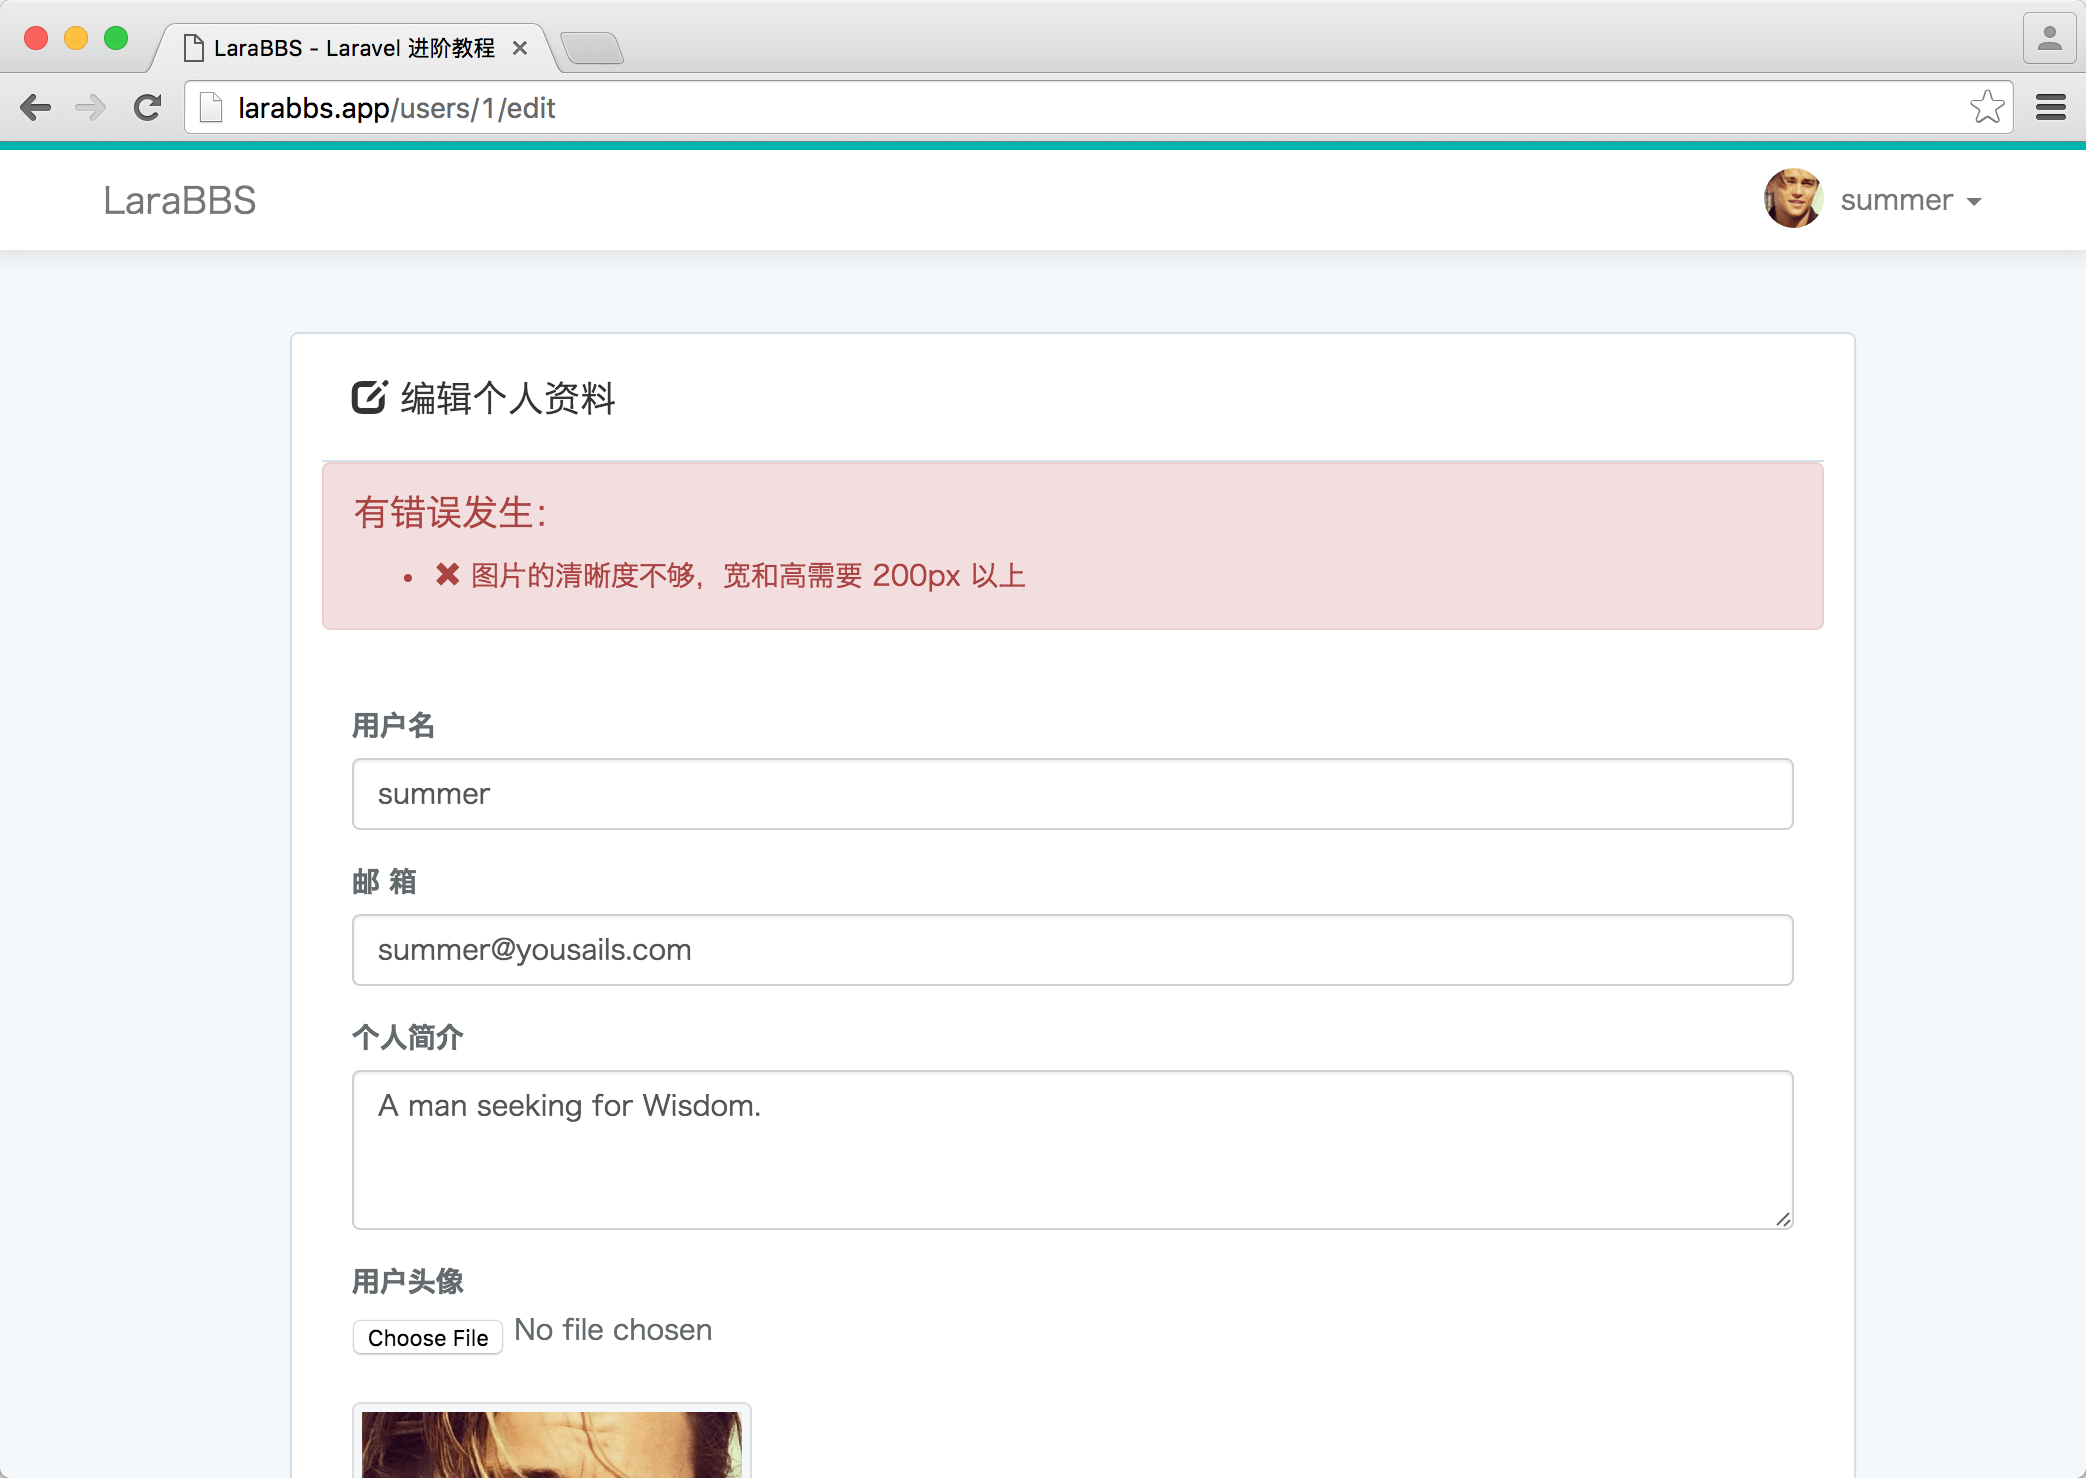 LaraBBS - Laravel 进阶教程
larabbs.app/users/1/edit
LaraBBS
summer
编辑个人资料
有错误发生：
图片的清晰度不够，宽和高需要 200px 以上
用户名
summer
邮 箱
summer@yousails.com
个人简介
A man seeking for Wisdom.
用户头像
Choose File No file chosen